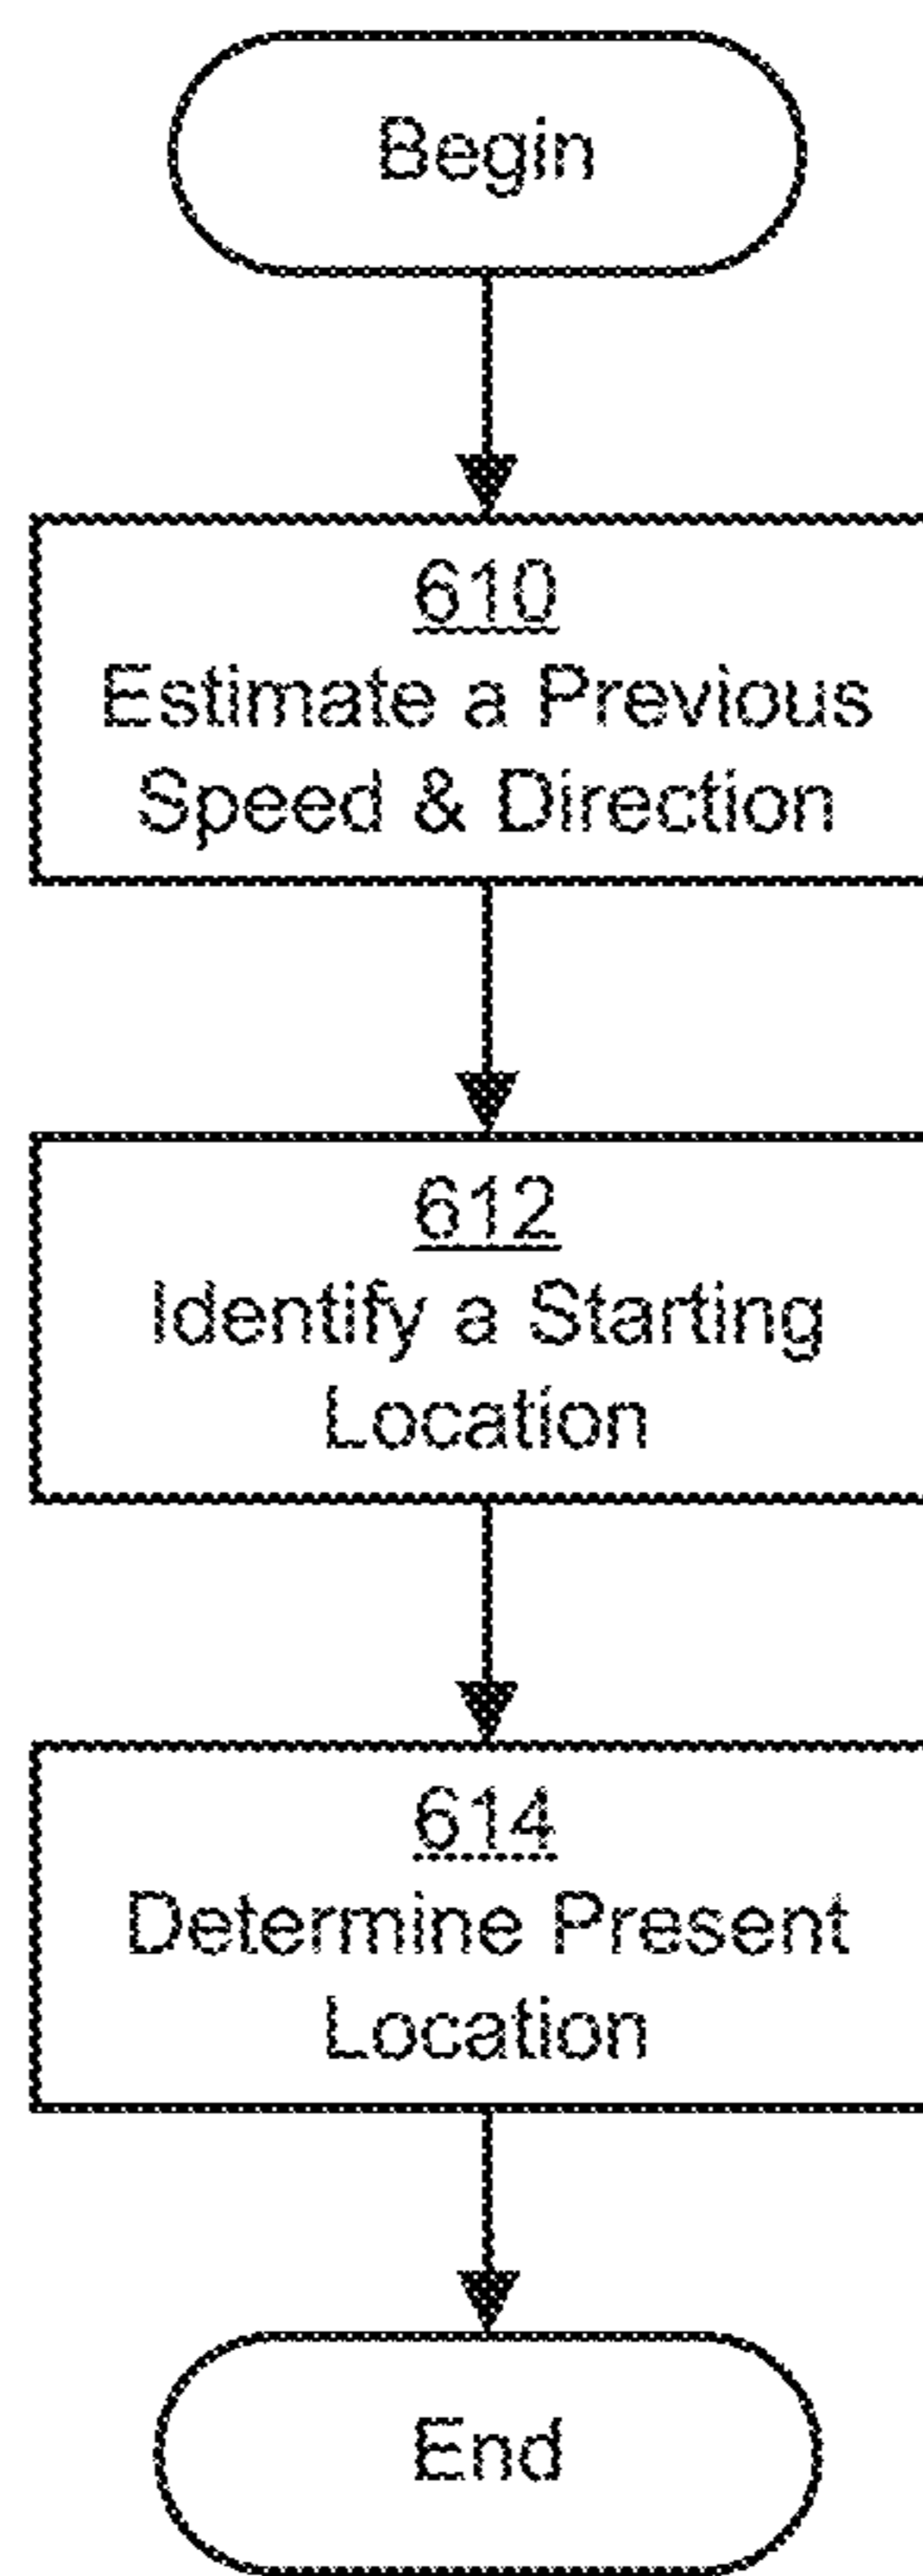 Begin
610
Estimate a Previous
Speed & Direction
612
Identify a Starting
Location
614
Determine Present
Location
End